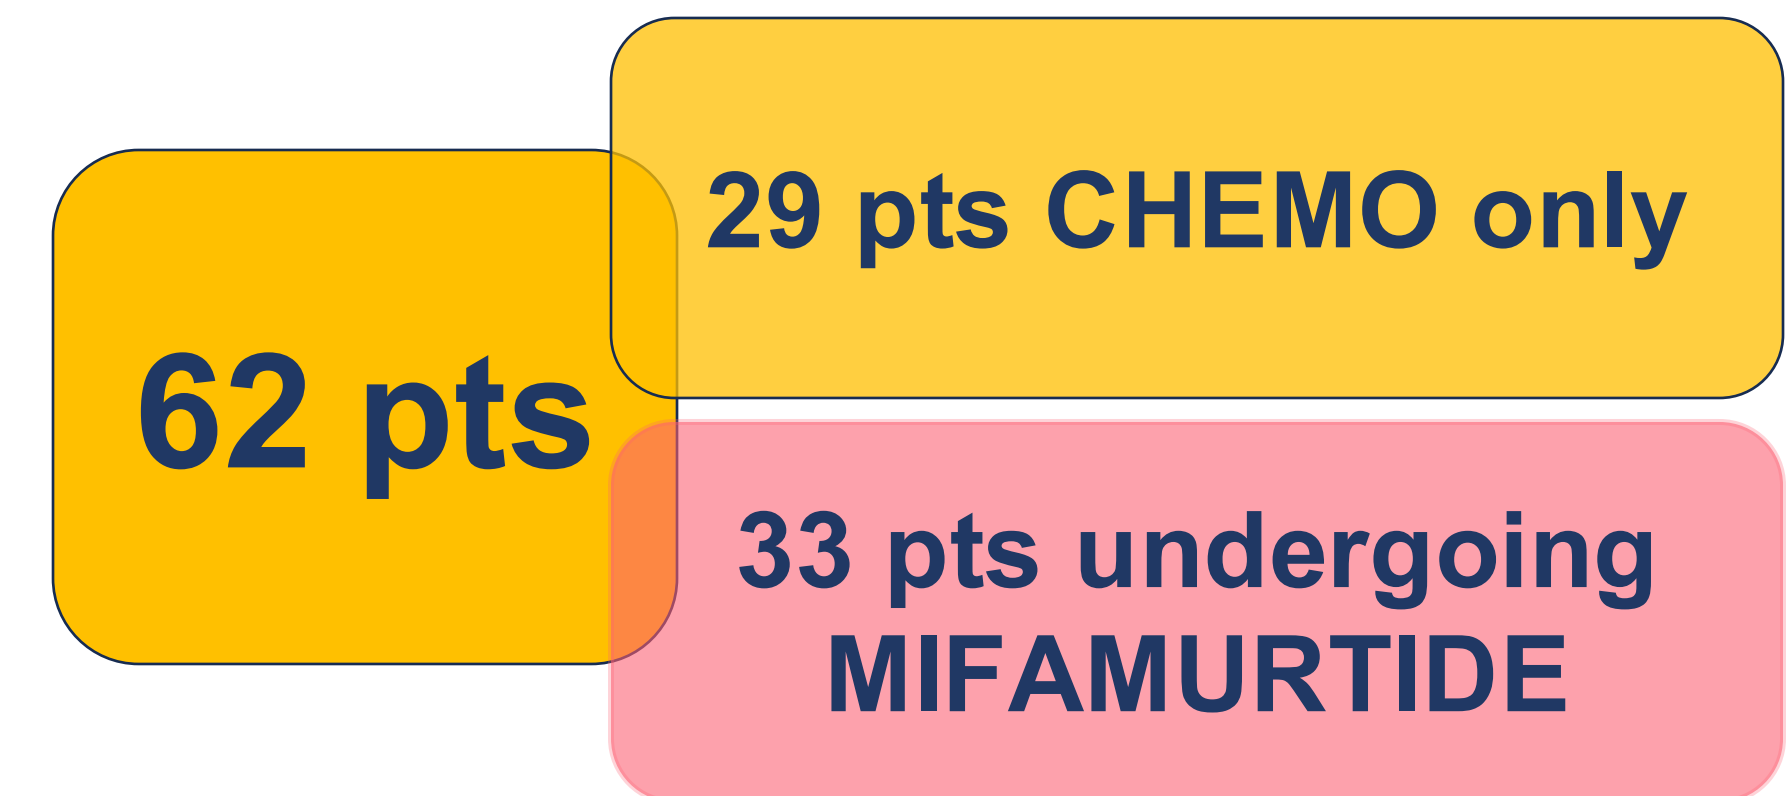 62 pts
29 pts CHEMO only
33 pts undergoing
MIFAMURTIDE